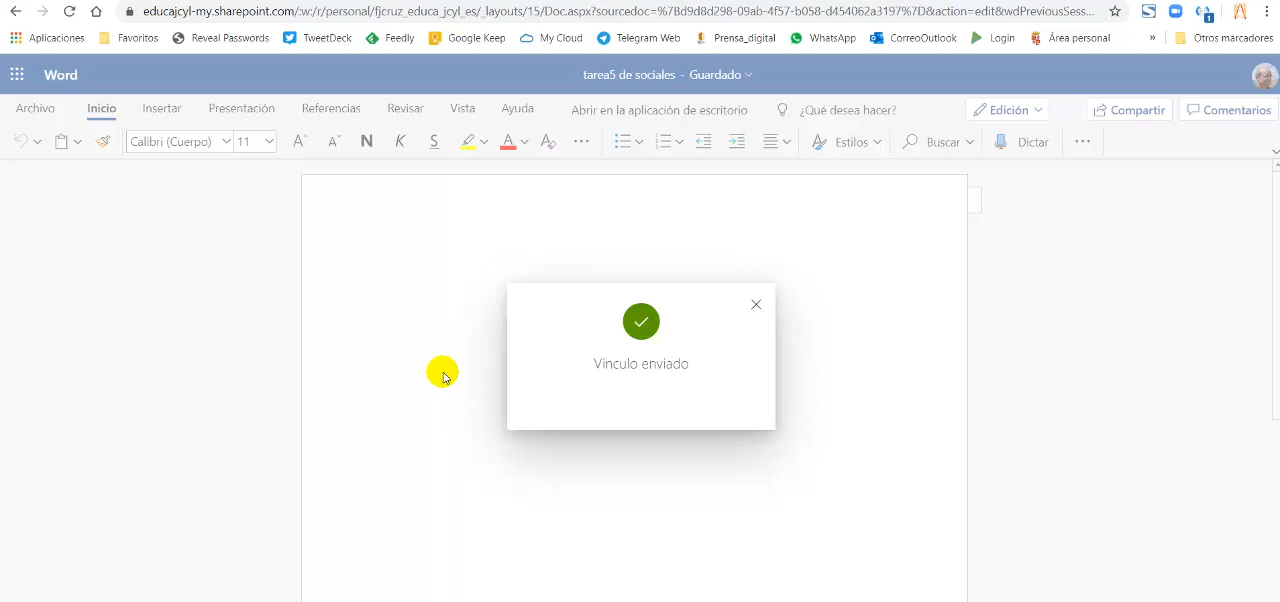 educajcyl-my.sharepoint.com/:w:/r/personal/fjcruz_educa_jcyl_es/_layouts/15/Doc.aspx?sourcedoc=%7Bd9d8d298-09ab-4f57-b058-d454062a3197%7D&action=edit&wdPreviousSess...
1
Aplicaciones Favoritos Reveal Passwords TweetDeck Feedly Google Keep My Cloud Telegram Web Prensa_digital WhatsApp CorreoOutlook Login Área personal » Otros marcadores
Word tarea5 de sociales - Guardado
Archivo Inicio Insertar Presentación Referencias Revisar Vista Ayuda Abrir en la aplicación de escritorio ¿Qué desea hacer? Edición Compartir Comentarios
Calibri (Cuerpo) 11 A A N K S A A ... Estilos Buscar Dictar ...
Vínculo enviado